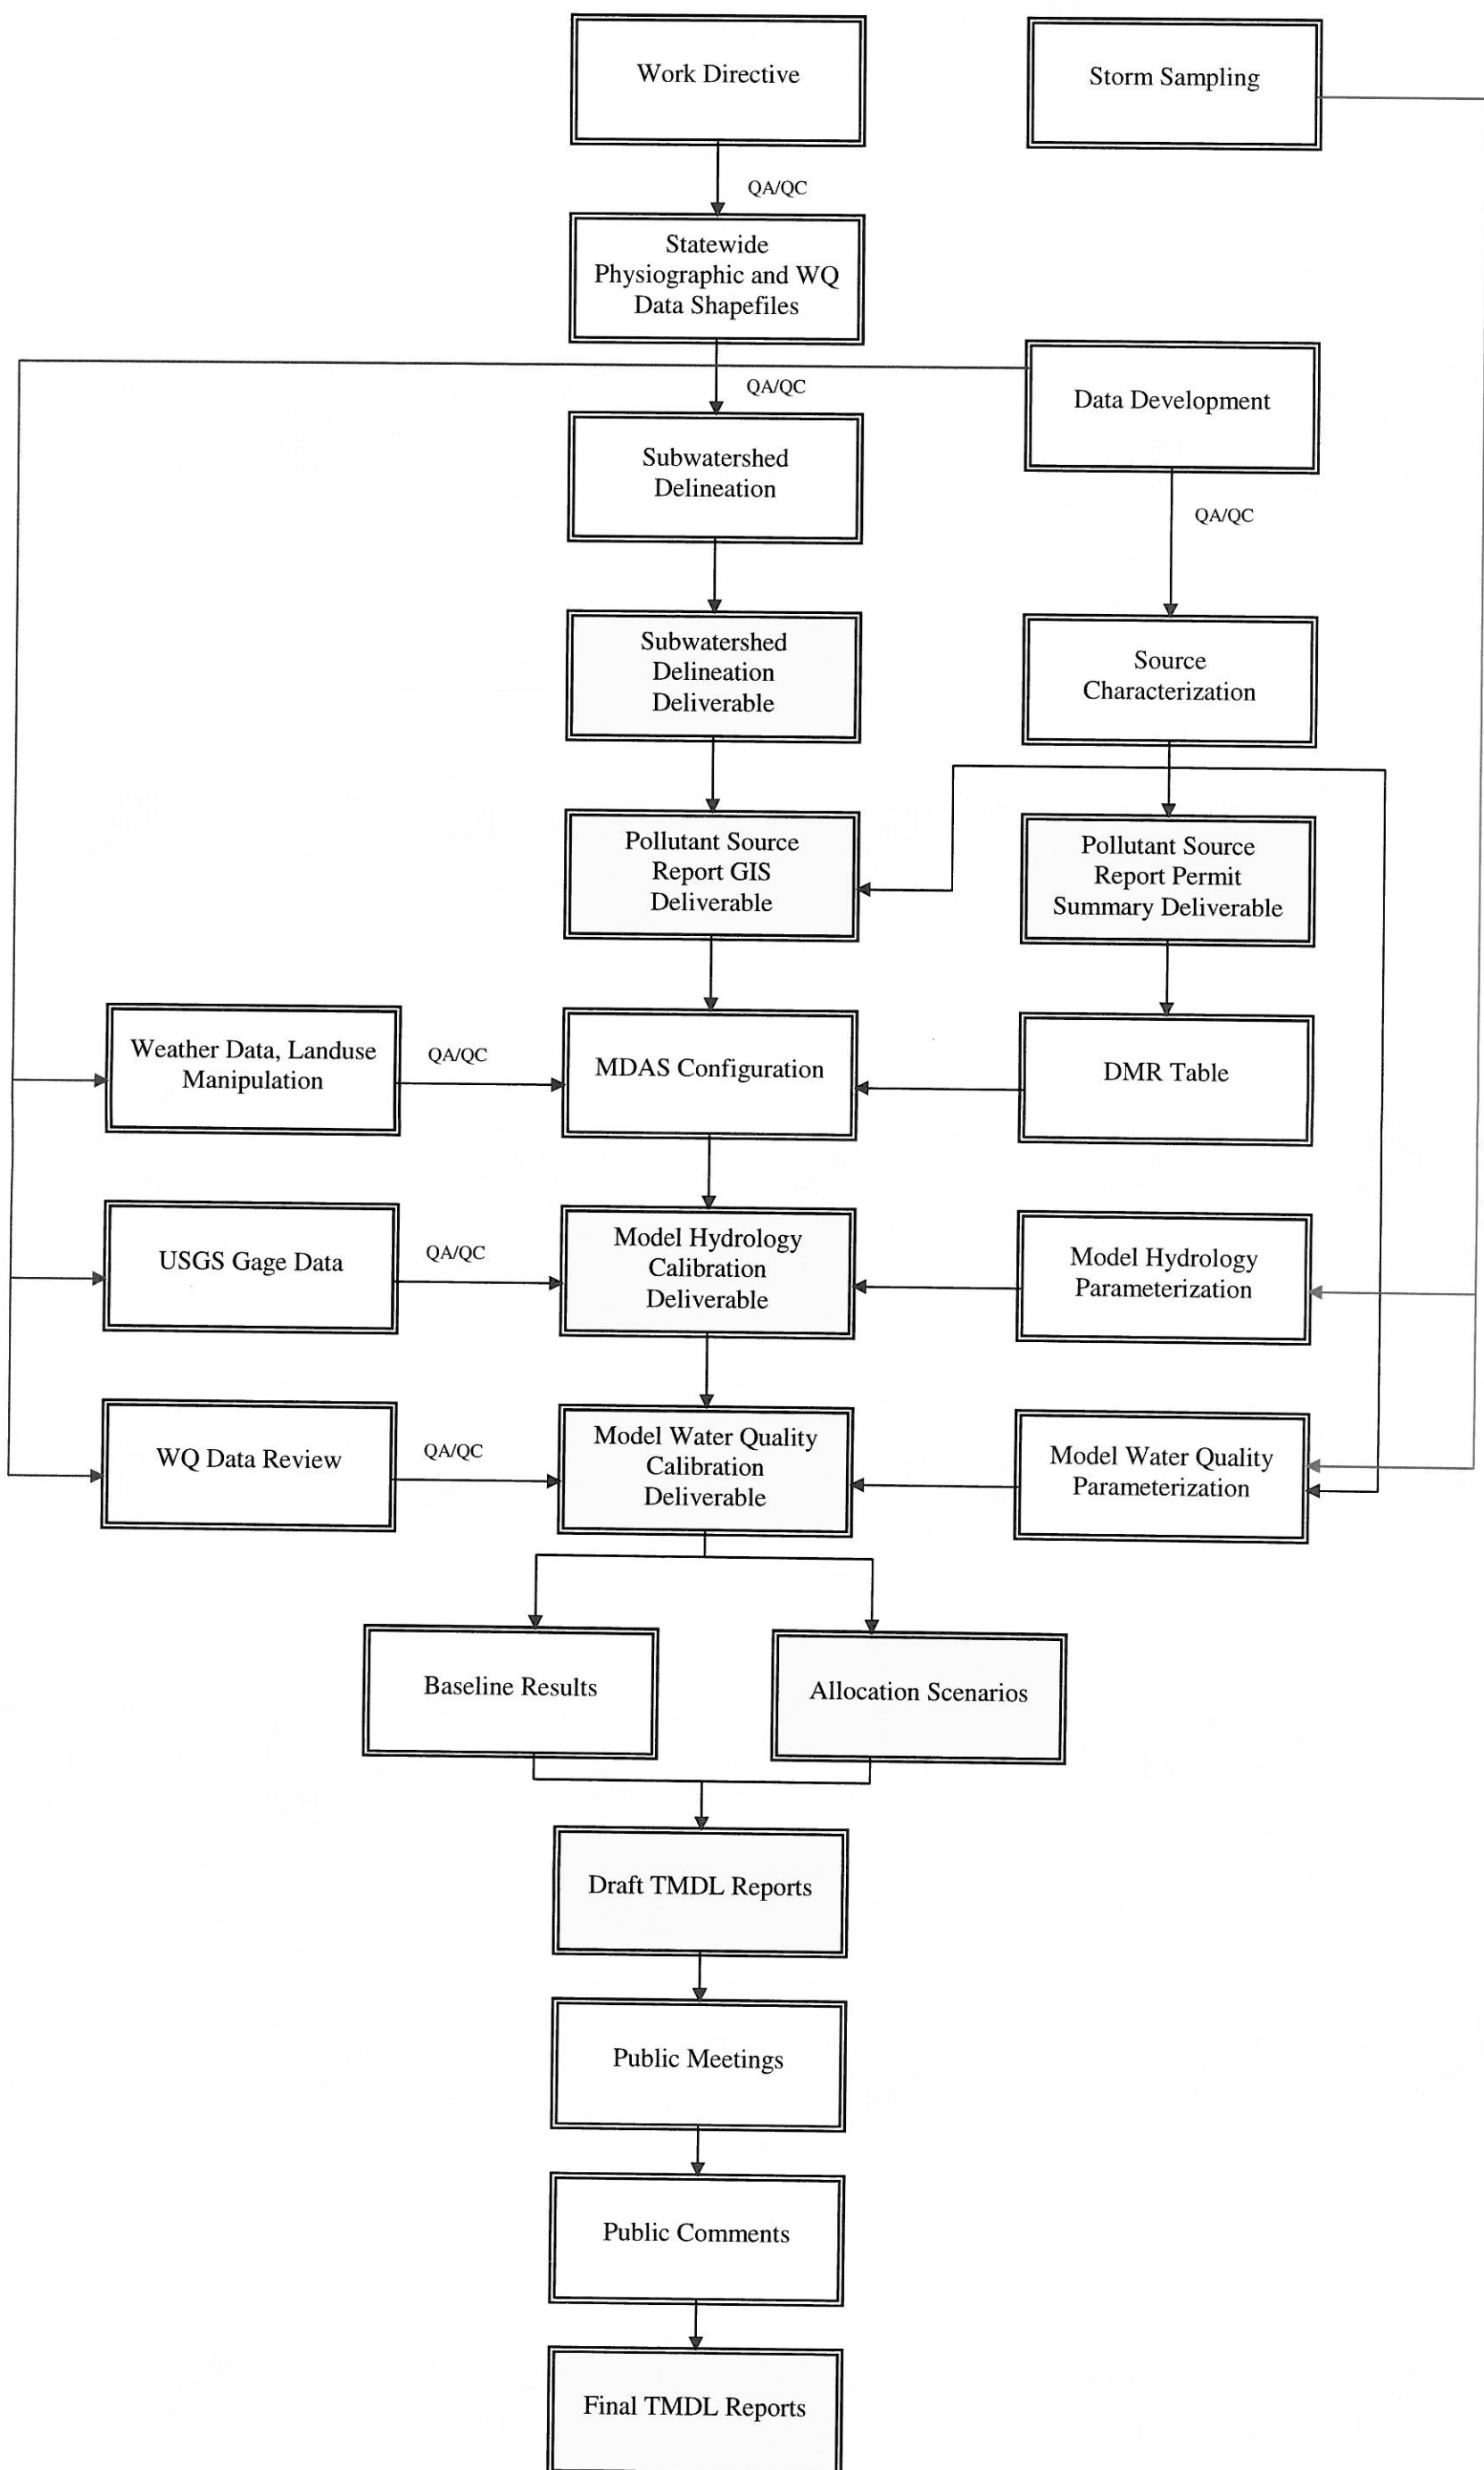 Work Directive
Storm Sampling
QA/QC
Statewide
Physiographic and WQ
Data Shapefiles
QA/QC
Data Development
Subwatershed
Delineation
QA/QC
Subwatershed
Delineation
Deliverable
Source
Characterization
Pollutant Source
Report GIS
Deliverable
Pollutant Source
Report Permit
Summary Deliverable
Weather Data, Landuse
Manipulation
QA/QC
MDAS Configuration
DMR Table
USGS Gage Data
QA/QC
Model Hydrology
Calibration
Deliverable
Model Hydrology
Parameterization
WQ Data Review
QA/QC
Model Water Quality
Calibration
Deliverable
Model Water Quality
Parameterization
Baseline Results
Allocation Scenarios
Draft TMDL Reports
Public Meetings
Public Comments
Final TMDL Reports